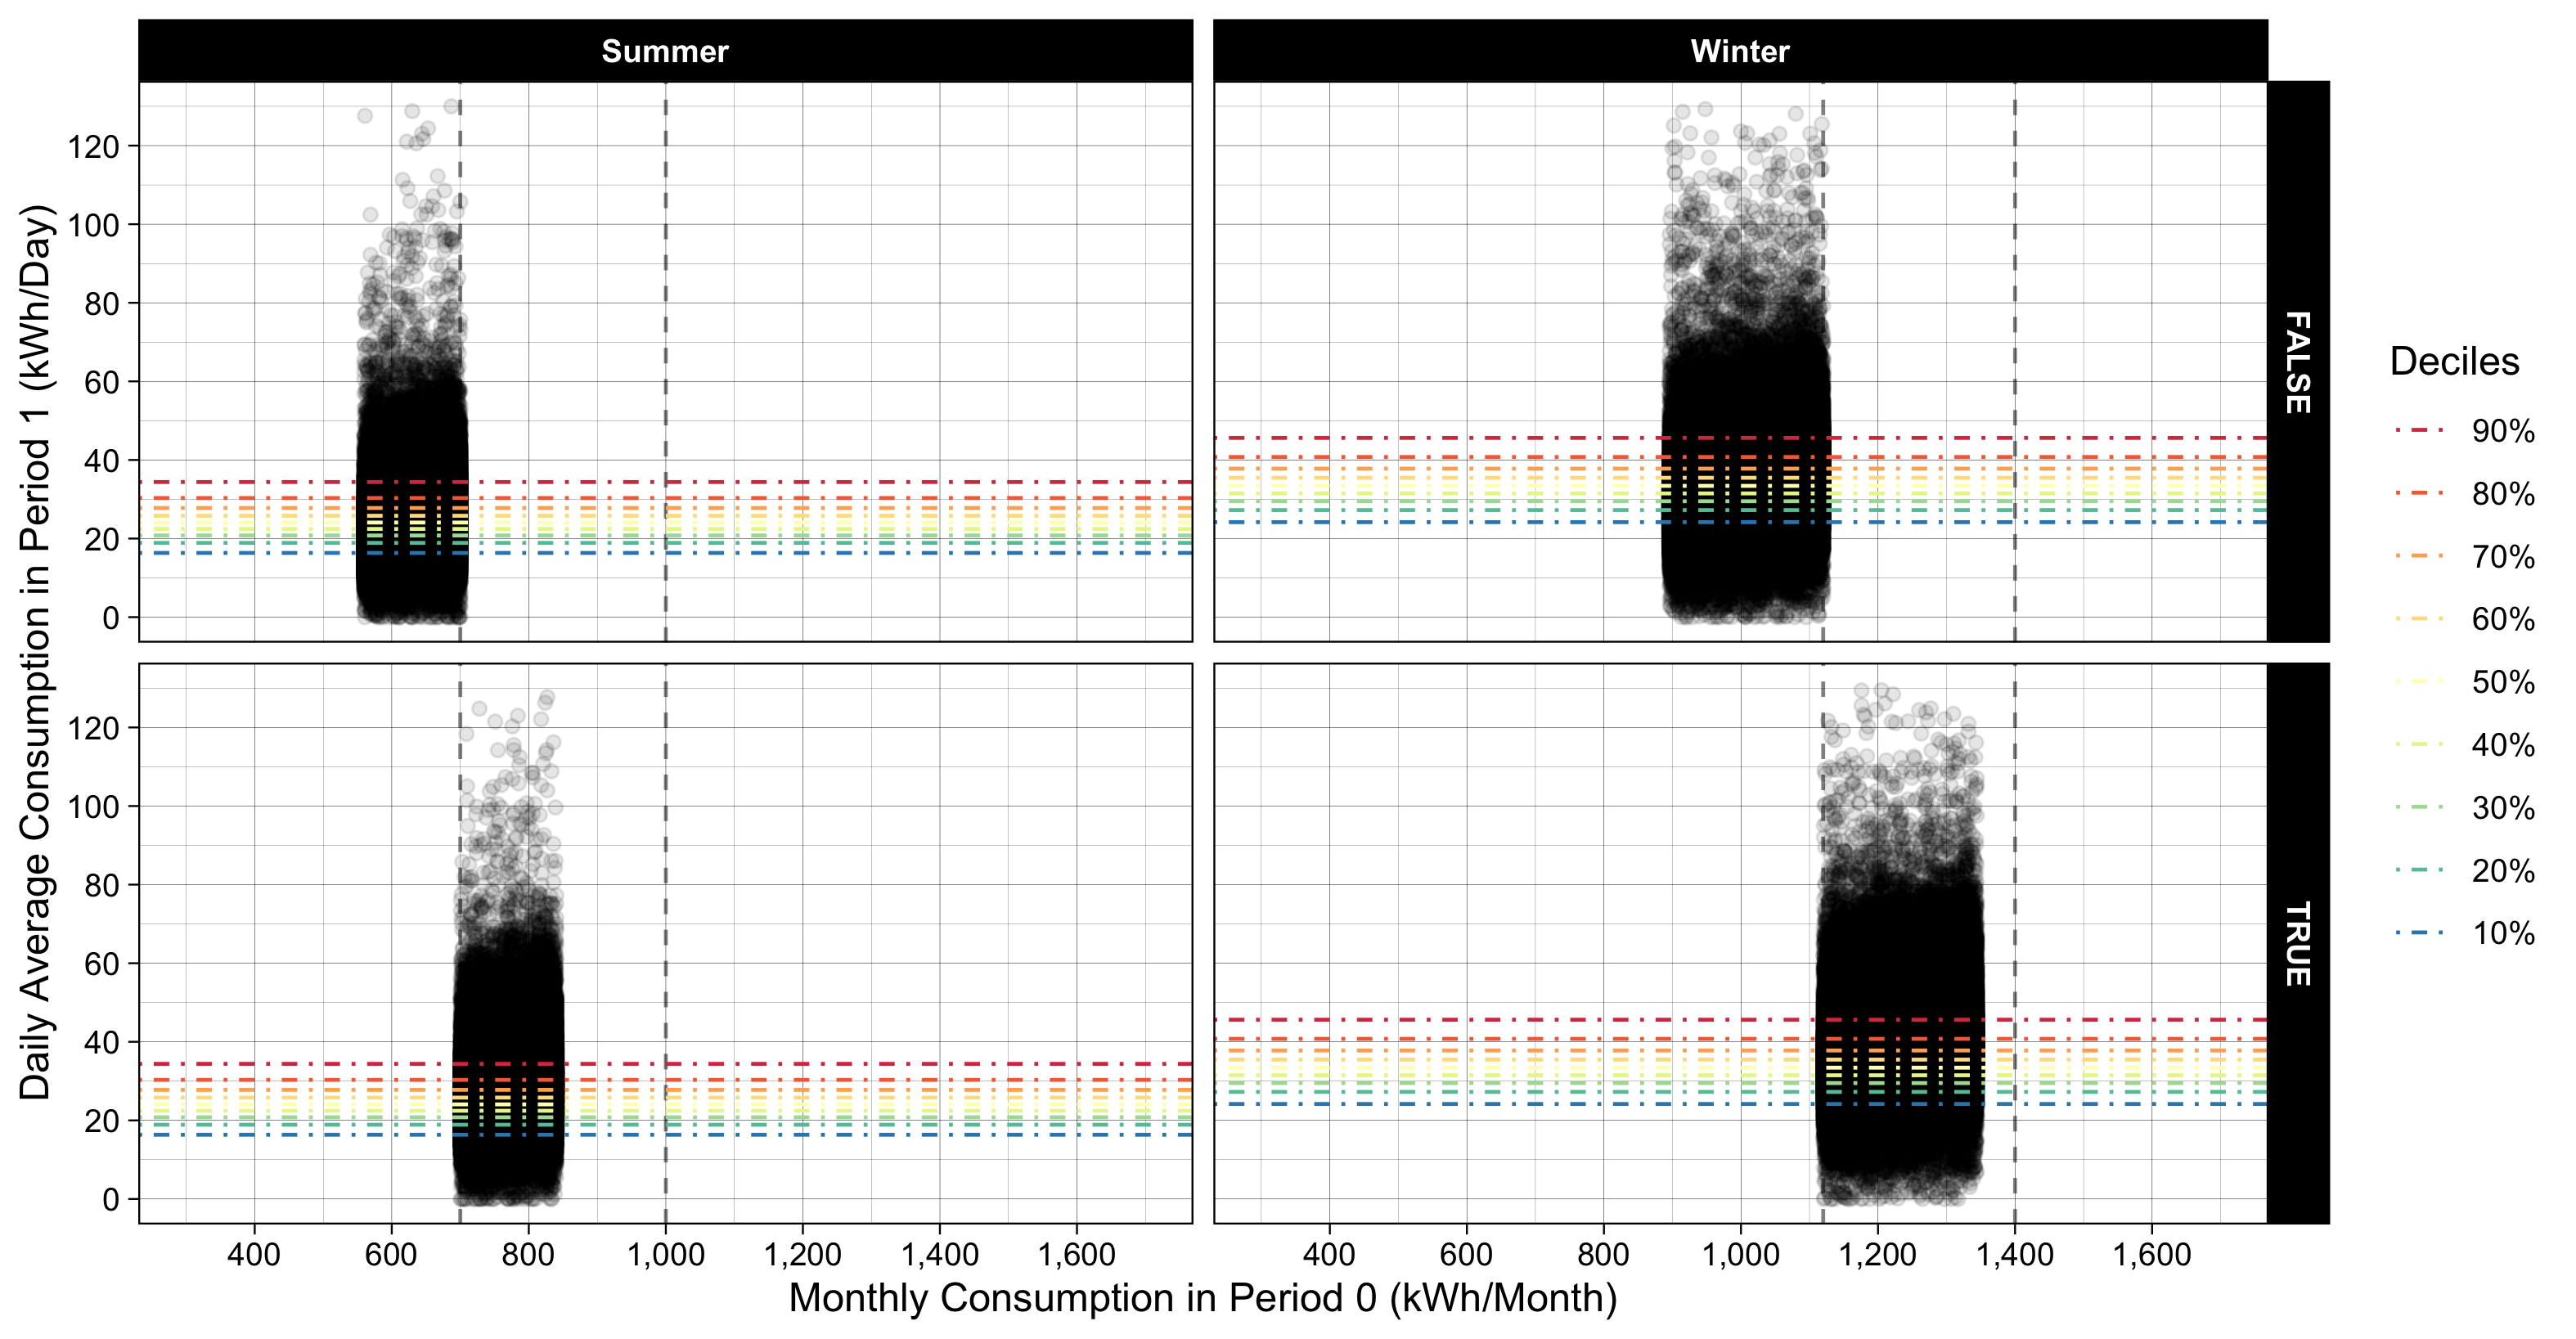 Summer
Winter
Daily Average Consumption in Period 1 (kWh/Day)
120
100
80
60
40
20
0
FALSE
120
100
80
60
40
20
0
TRUE
400 600 800 1,000 1,200 1,400 1,600
400 600 800 1,000 1,200 1,400 1,600
Monthly Consumption in Period 0 (kWh/Month)
Deciles
90%
80%
70%
60%
50%
40%
30%
20%
10%